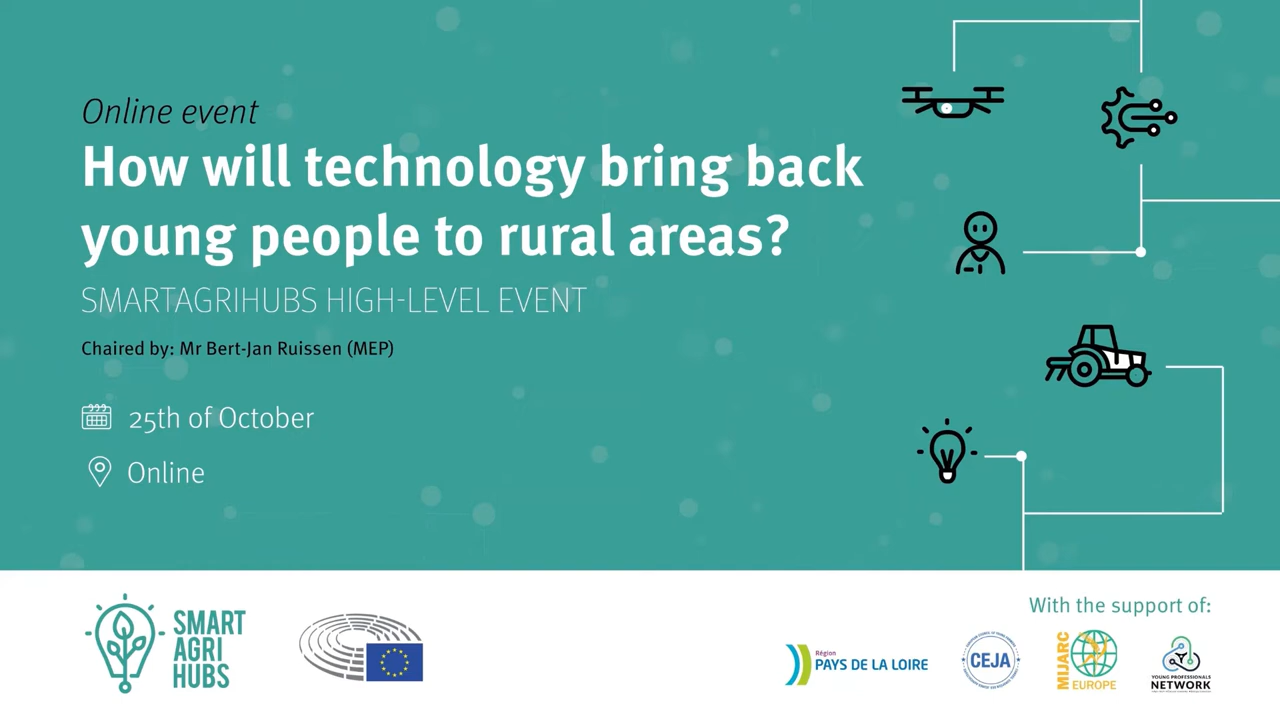 Online event
How will technology bring back
young people to rural areas?
SMARTAGRIHUBS HIGH-LEVEL EVENT
Chaired by: Mr Bert-Jan Ruissen (MEP)
25th of October
Online
SMART
AGRI
HUBS
With the support of:
Région
PAYS DE LA LOIRE
CEJA
MIJARC
EUROPE
YOUNG PROFESSIONALS
NETWORK